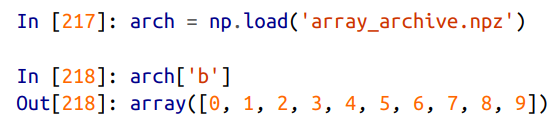 In [217]: arch = np.load('array_archive.npz')
In [218]: arch['b']
Out[218]: array([0, 1, 2, 3, 4, 5, 6, 7, 8, 9])